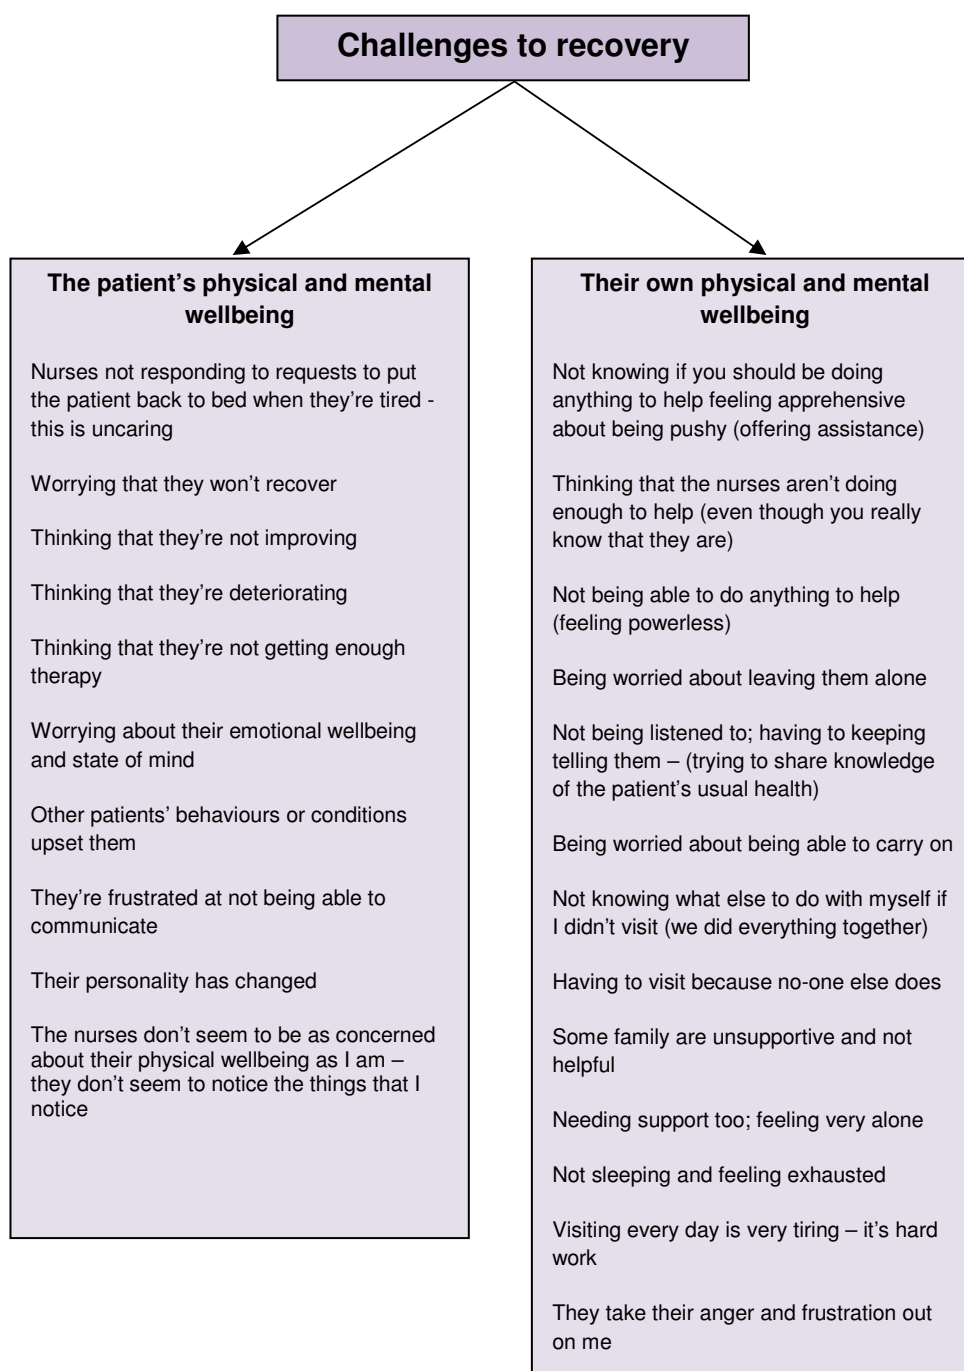 Challenges to recovery
The patient’s physical and mental
wellbeing
Nurses not responding to requests to put
the patient back to bed when they’re tired -
this is uncaring
Worrying that they won’t recover
Thinking that they’re not improving
Thinking that they’re deteriorating
Thinking that they’re not getting enough
therapy
Worrying about their emotional wellbeing
and state of mind
Other patients’ behaviours or conditions
upset them
They’re frustrated at not being able to
communicate
Their personality has changed
The nurses don’t seem to be as concerned
about their physical wellbeing as I am –
they don’t seem to notice the things that I
notice
Their own physical and mental
wellbeing
Not knowing if you should be doing
anything to help feeling apprehensive
about being pushy (offering assistance)
Thinking that the nurses aren’t doing
enough to help (even though you really
know that they are)
Not being able to do anything to help
(feeling powerless)
Being worried about leaving them alone
Not being listened to; having to keeping
telling them – (trying to share knowledge
of the patient’s usual health)
Being worried about being able to carry on
Not knowing what else to do with myself if
I didn’t visit (we did everything together)
Having to visit because no-one else does
Some family are unsupportive and not
helpful
Needing support too; feeling very alone
Not sleeping and feeling exhausted
Visiting every day is very tiring – it’s hard
work
They take their anger and frustration out
on me